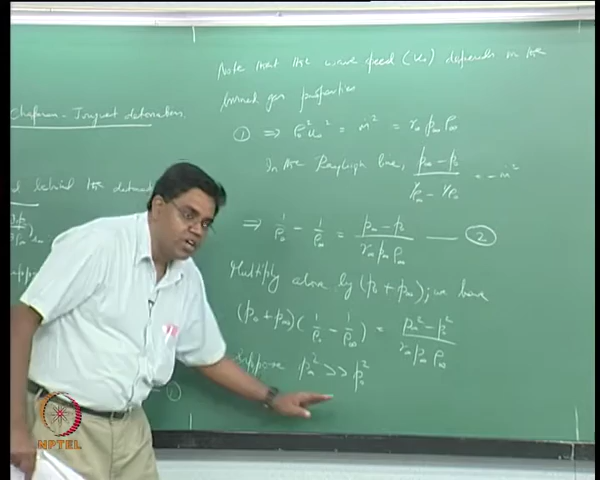 Chapman-Jouguet detonation
behind the detonat
Note that the wave speed (u₀) depends on the
burned gas properties
① ⇒ ρ₀²u₀² = ṁ² = γ∞ p∞ ρ∞
In the Rayleigh line, (p∞ - p₀)/(1/ρ∞ - 1/ρ₀) = -ṁ²
⇒ 1/ρ₀ - 1/ρ∞ = (p∞ - p₀)/(γ∞ p∞ ρ∞) — ②
Multiply above by (p₀ + p∞); we have
(p₀ + p∞)(1/ρ₀ - 1/ρ∞) = (p∞² - p₀²)/(γ∞ p∞ ρ∞)
Suppose p∞² >> p₀²
①
NPTEL